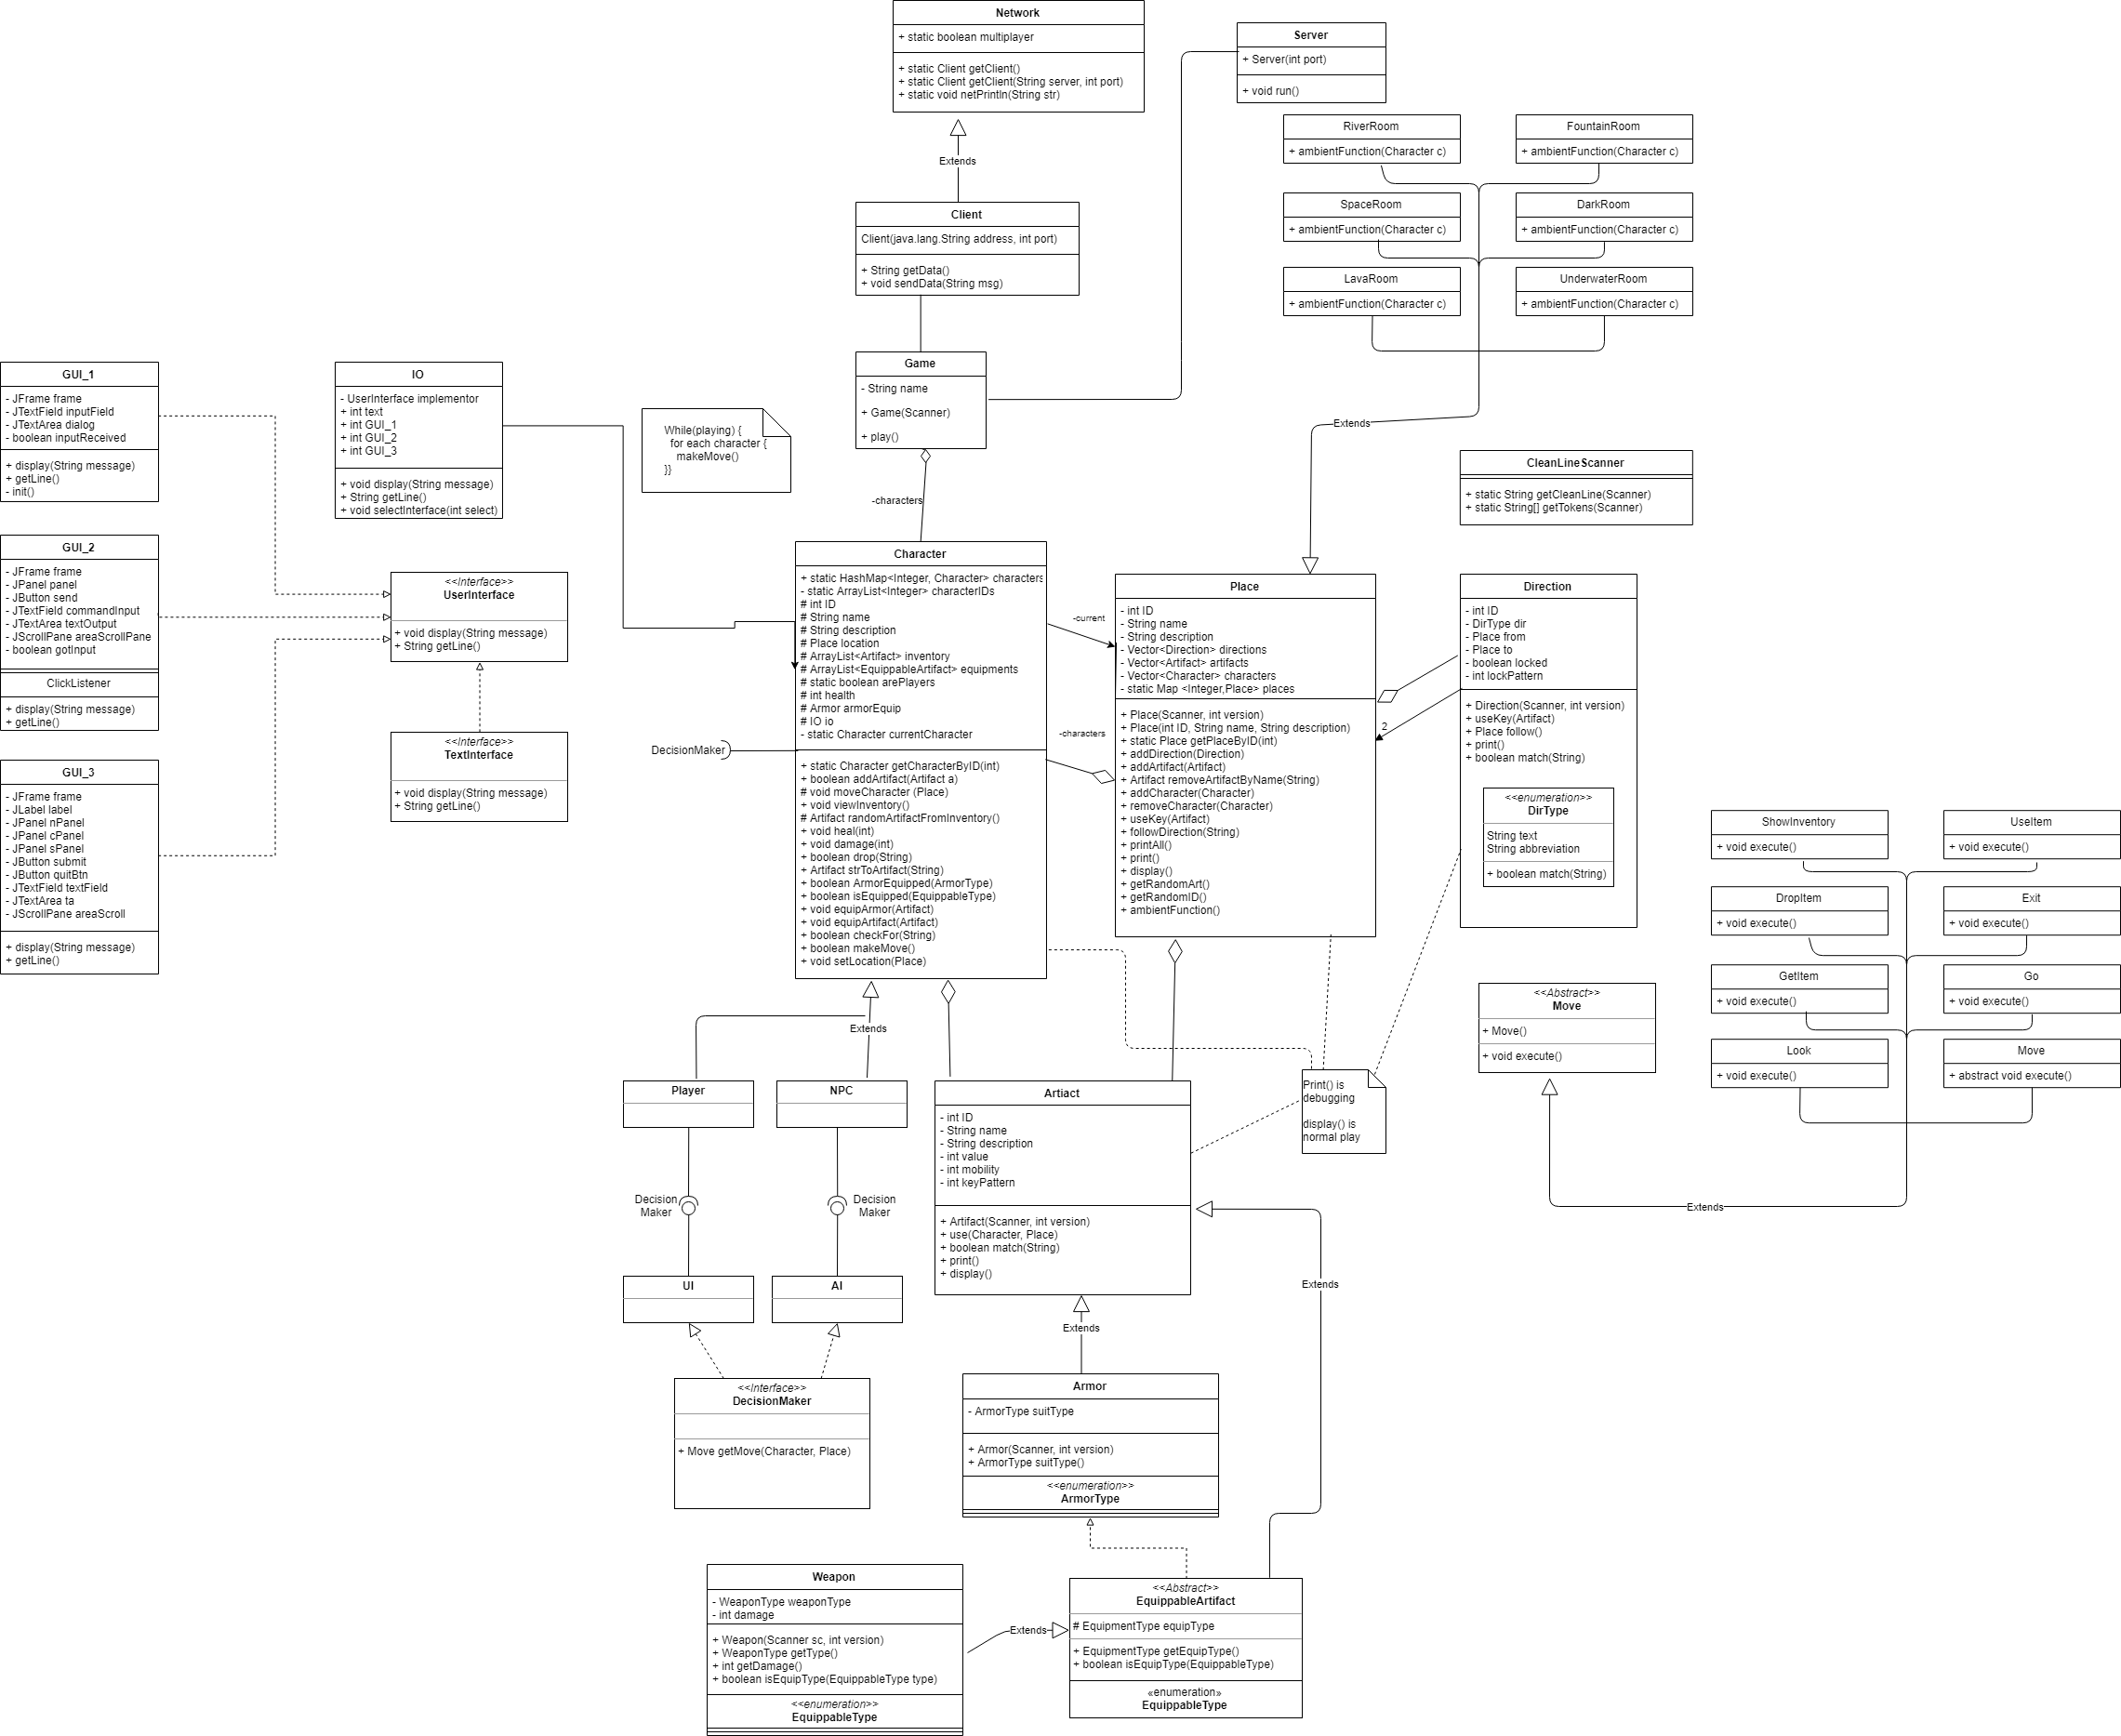 Network
+ static boolean multiplayer
+ static Client getClient()
+ static Client getClient(String server, int port)
+ static void netPrintln(String str)
Server
+ Server(int port)
+ void run()
RiverRoom
+ ambientFunction(Character c)
FountainRoom
+ ambientFunction(Character c)
SpaceRoom
+ ambientFunction(Character c)
DarkRoom
+ ambientFunction(Character c)
LavaRoom
+ ambientFunction(Character c)
UnderwaterRoom
+ ambientFunction(Character c)
Extends
Extends
Client
Client(java.lang.String address, int port)
+ String getData()
+ void sendData(String msg)
Game
- String name
+ Game(Scanner)
+ play()
-characters
While(playing) {
for each character {
makeMove()
}}
GUI_1
- JFrame frame
- JTextField inputField
- JTextArea dialog
- boolean inputReceived
+ display(String message)
+ getLine()
- init()
IO
- UserInterface implementor
+ int text
+ int GUI_1
+ int GUI_2
+ int GUI_3
+ void display(String message)
+ String getLine()
+ void selectInterface(int select)
GUI_2
- JFrame frame
- JPanel panel
- JButton send
- JTextField commandInput
- JTextArea textOutput
- JScrollPane areaScrollPane
- boolean gotInput
ClickListener
+ display(String message)
+ getLine()
<<Interface>>
UserInterface
+ void display(String message)
+ String getLine()
<<Interface>>
TextInterface
+ void display(String message)
+ String getLine()
GUI_3
- JFrame frame
- JLabel label
- JPanel nPanel
- JPanel cPanel
- JPanel sPanel
- JButton submit
- JButton quitBtn
- JTextField textField
- JTextArea ta
- JScrollPane areaScroll
+ display(String message)
+ getLine()
CleanLineScanner
+ static String getCleanLine(Scanner)
+ static String[] getTokens(Scanner)
Character
+ static HashMap<Integer, Character> characters
- static ArrayList<Integer> characterIDs
# int ID
# String name
# String description
# Place location
# ArrayList<Artifact> inventory
# ArrayList<EquippableArtifact> equipments
# static boolean arePlayers
# int health
# Armor armorEquip
# IO io
- static Character currentCharacter
+ static Character getCharacterByID(int)
+ boolean addArtifact(Artifact a)
# void moveCharacter (Place)
+ void viewInventory()
# Artifact randomArtifactFromInventory()
+ void heal(int)
+ void damage(int)
+ boolean drop(String)
+ Artifact strToArtifact(String)
+ boolean ArmorEquipped(ArmorType)
+ boolean isEquipped(EquippableType)
+ void equipArmor(Artifact)
+ void equipArtifact(Artifact)
+ boolean checkFor(String)
+ boolean makeMove()
+ void setLocation(Place)
DecisionMaker
-current
-characters
Place
- int ID
- String name
- String description
- Vector<Direction> directions
- Vector<Artifact> artifacts
- Vector<Character> characters
- static Map <Integer,Place> places
+ Place(Scanner, int version)
+ Place(int ID, String name, String description)
+ static Place getPlaceByID(int)
+ addDirection(Direction)
+ addArtifact(Artifact)
+ Artifact removeArtifactByName(String)
+ addCharacter(Character)
+ removeCharacter(Character)
+ useKey(Artifact)
+ followDirection(String)
+ printAll()
+ print()
+ display()
+ getRandomArt()
+ getRandomID()
+ ambientFunction()
2
Direction
- int ID
- DirType dir
- Place from
- Place to
- boolean locked
- int lockPattern
+ Direction(Scanner, int version)
+ useKey(Artifact)
+ Place follow()
+ print()
+ boolean match(String)
<<enumeration>>
DirType
String text
String abbreviation
+ boolean match(String)
ShowInventory
+ void execute()
UseItem
+ void execute()
DropItem
+ void execute()
Exit
+ void execute()
GetItem
+ void execute()
Go
+ void execute()
Look
+ void execute()
Move
+ abstract void execute()
<<Abstract>>
Move
+ Move()
+ void execute()
Extends
Extends
Player
NPC
Decision
Maker
Decision
Maker
UI
AI
<<Interface>>
DecisionMaker
+ Move getMove(Character, Place)
Artiact
- int ID
- String name
- String description
- int value
- int mobility
- int keyPattern
+ Artifact(Scanner, int version)
+ use(Character, Place)
+ boolean match(String)
+ print()
+ display()
Print() is
debugging
display() is
normal play
Extends
Extends
Armor
- ArmorType suitType
+ Armor(Scanner, int version)
+ ArmorType suitType()
<<enumeration>>
ArmorType
Weapon
- WeaponType weaponType
- int damage
+ Weapon(Scanner sc, int version)
+ WeaponType getType()
+ int getDamage()
+ boolean isEquipType(EquippableType type)
<<enumeration>>
EquippableType
Extends
<<Abstract>>
EquippableArtifact
# EquipmentType equipType
+ EquipmentType getEquipType()
+ boolean isEquipType(EquippableType)
«enumeration»
EquippableType